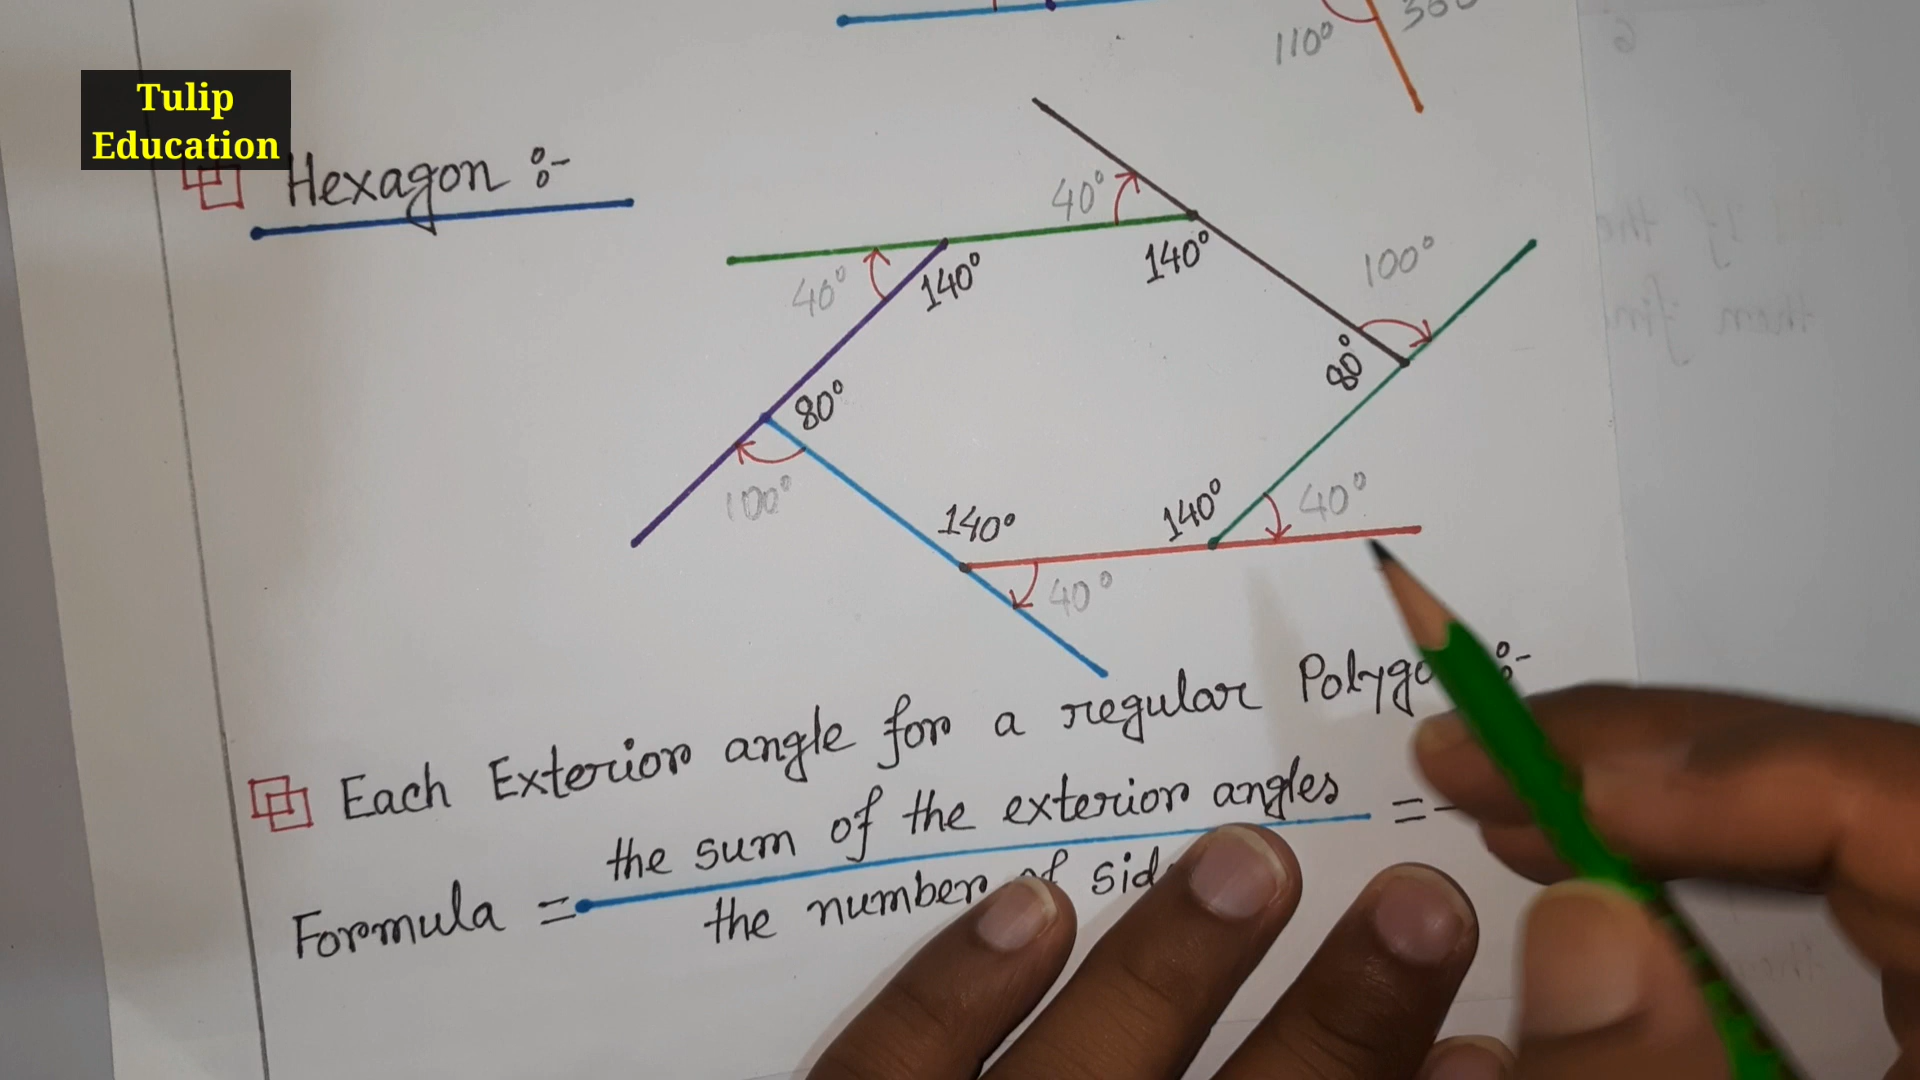 Tulip
Education
110°
Hexagon :-
40°
40°
140°
140°
100°
80°
80°
100°
140°
140°
40°
40°
Each Exterior angle for a regular :-
the sum of the exterior angles =
Formula =
the number of